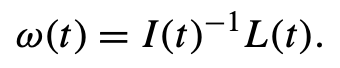 ω(t) = I(t)⁻¹L(t).